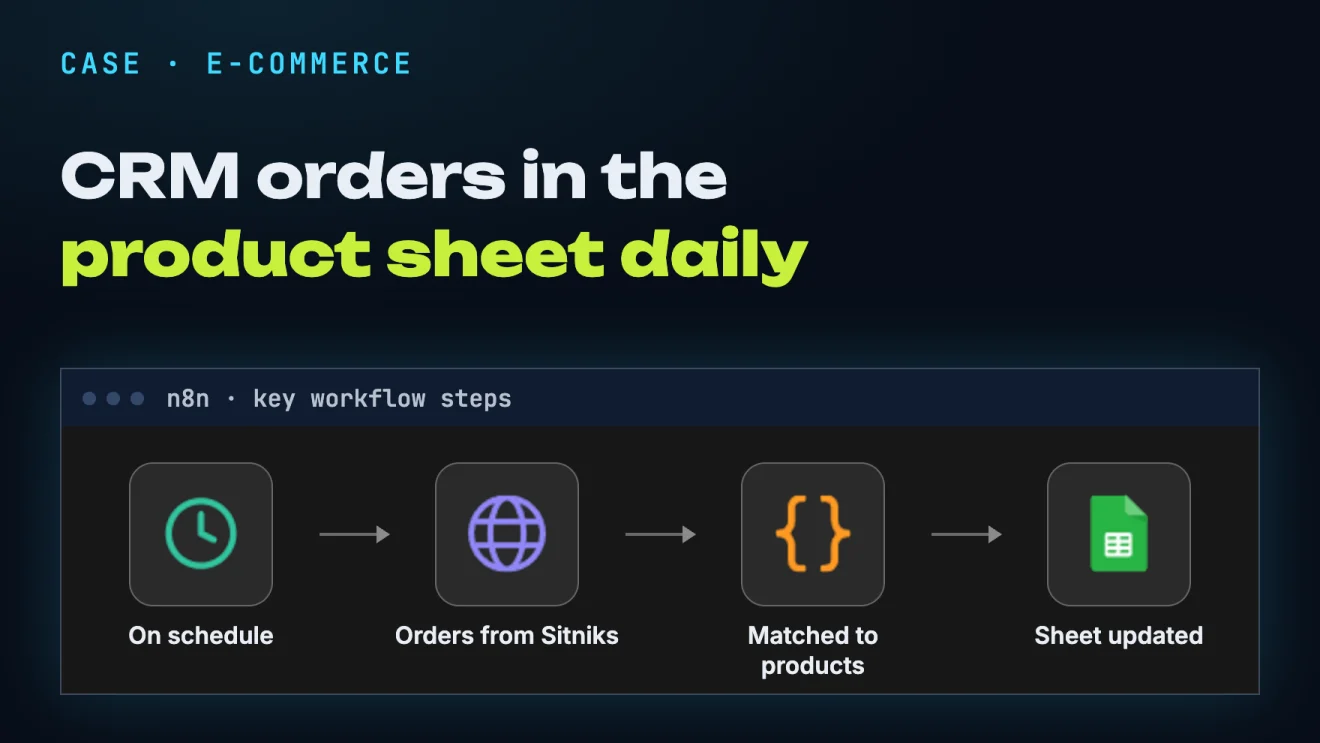 CASE · E-COMMERCE
CRM orders in the
product sheet daily
n8n · key workflow steps
On schedule
Orders from Sitniks
Matched to
products
Sheet updated